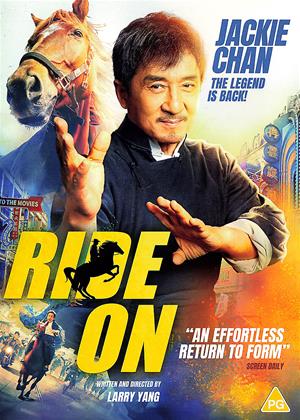 JACKIE
CHAN
THE LEGEND
IS BACK!
TO THE MOVIES
RIDE
ON
“AN EFFORTLESS
RETURN TO FORM”
SCREEN DAILY
WRITTEN AND DIRECTED BY
LARRY YANG
PG